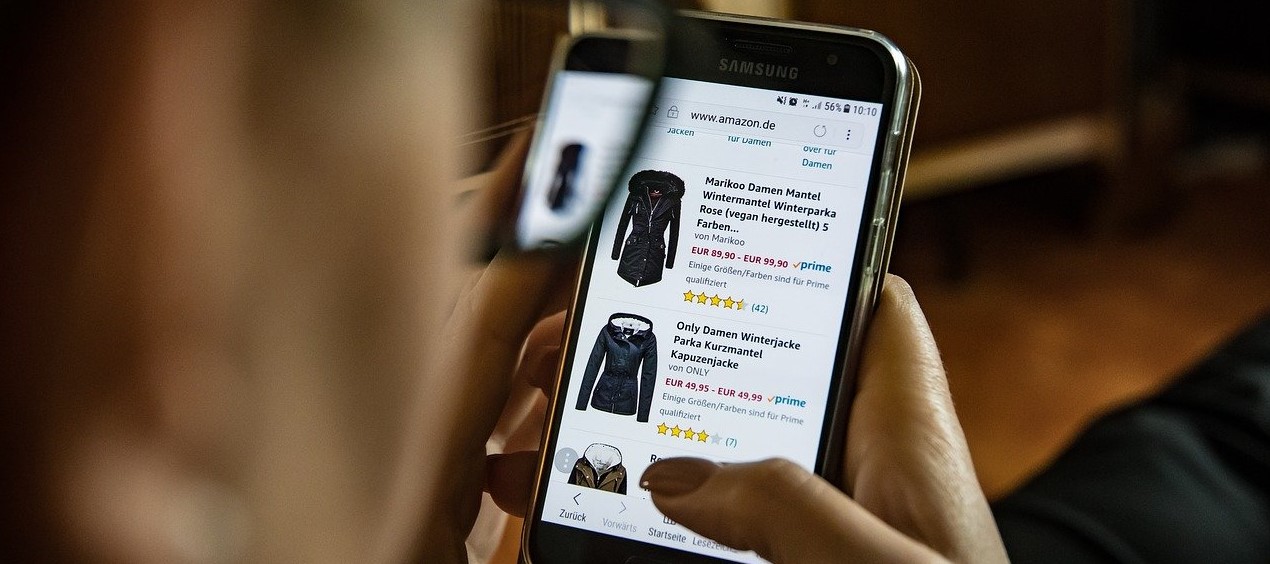 SAMSUNG
56% 10:10
www.amazon.de
Jacken
für Damen
over für
Damen
Marikoo Damen Mantel
Wintermantel Winterparka
Rose (vegan hergestellt) 5
Farben...
von Marikoo
EUR 89,90 - EUR 99,90 prime
Einige Größen/Farben sind für Prime
qualifiziert
(42)
Only Damen Winterjacke
Parka Kurzmantel
Kapuzenjacke
von ONLY
EUR 49,95 - EUR 49,99 prime
Einige Größen/Farben sind für Prime
qualifiziert
(7)
Zurück
Vorwärts
Startseite